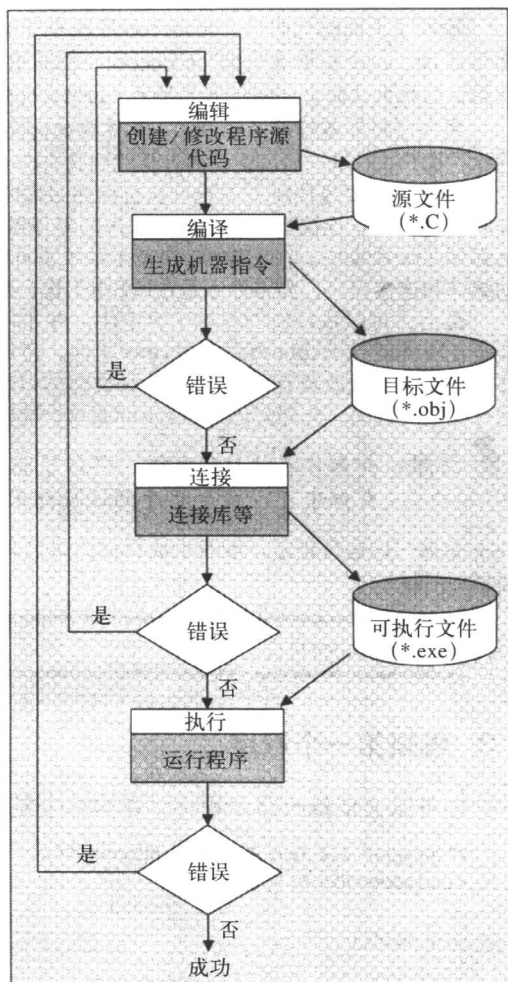 编辑
创建/修改程序源
代码
源文件
(*.C)
编译
生成机器指令
是
错误
目标文件
(*.obj)
否
连接
连接库等
是
错误
可执行文件
(*.exe)
否
执行
运行程序
是
错误
否
成功